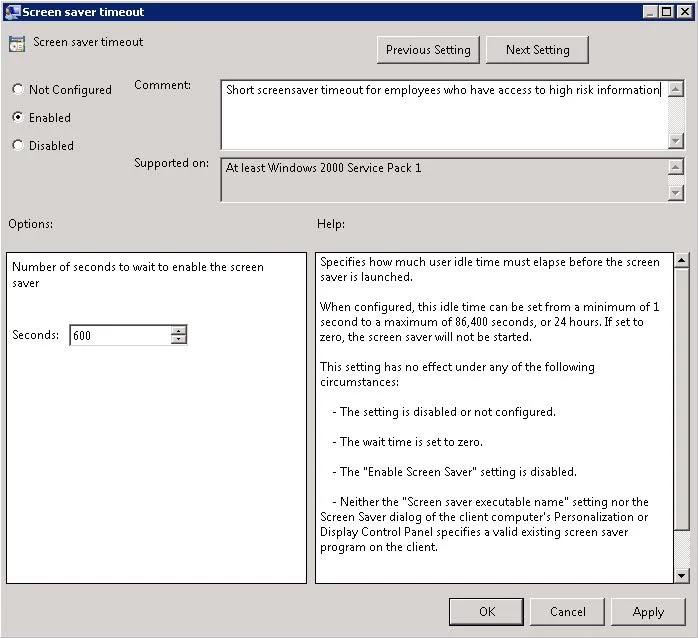 Screen saver timeout
Screen saver timeout
Previous Setting
Next Setting
Not Configured
Comment:
Short screensaver timeout for employees who have access to high risk information
Enabled
Disabled
Supported on:
At least Windows 2000 Service Pack 1
Options:
Help:
Number of seconds to wait to enable the screen
saver
Seconds:
600
Specifies how much user idle time must elapse before the screen
saver is launched.
When configured, this idle time can be set from a minimum of 1
second to a maximum of 86,400 seconds, or 24 hours. If set to
zero, the screen saver will not be started.
This setting has no effect under any of the following
circumstances:
- The setting is disabled or not configured.
- The wait time is set to zero.
- The "Enable Screen Saver" setting is disabled.
- Neither the "Screen saver executable name" setting nor the
Screen Saver dialog of the client computer's Personalization or
Display Control Panel specifies a valid existing screen saver
program on the client.
OK
Cancel
Apply